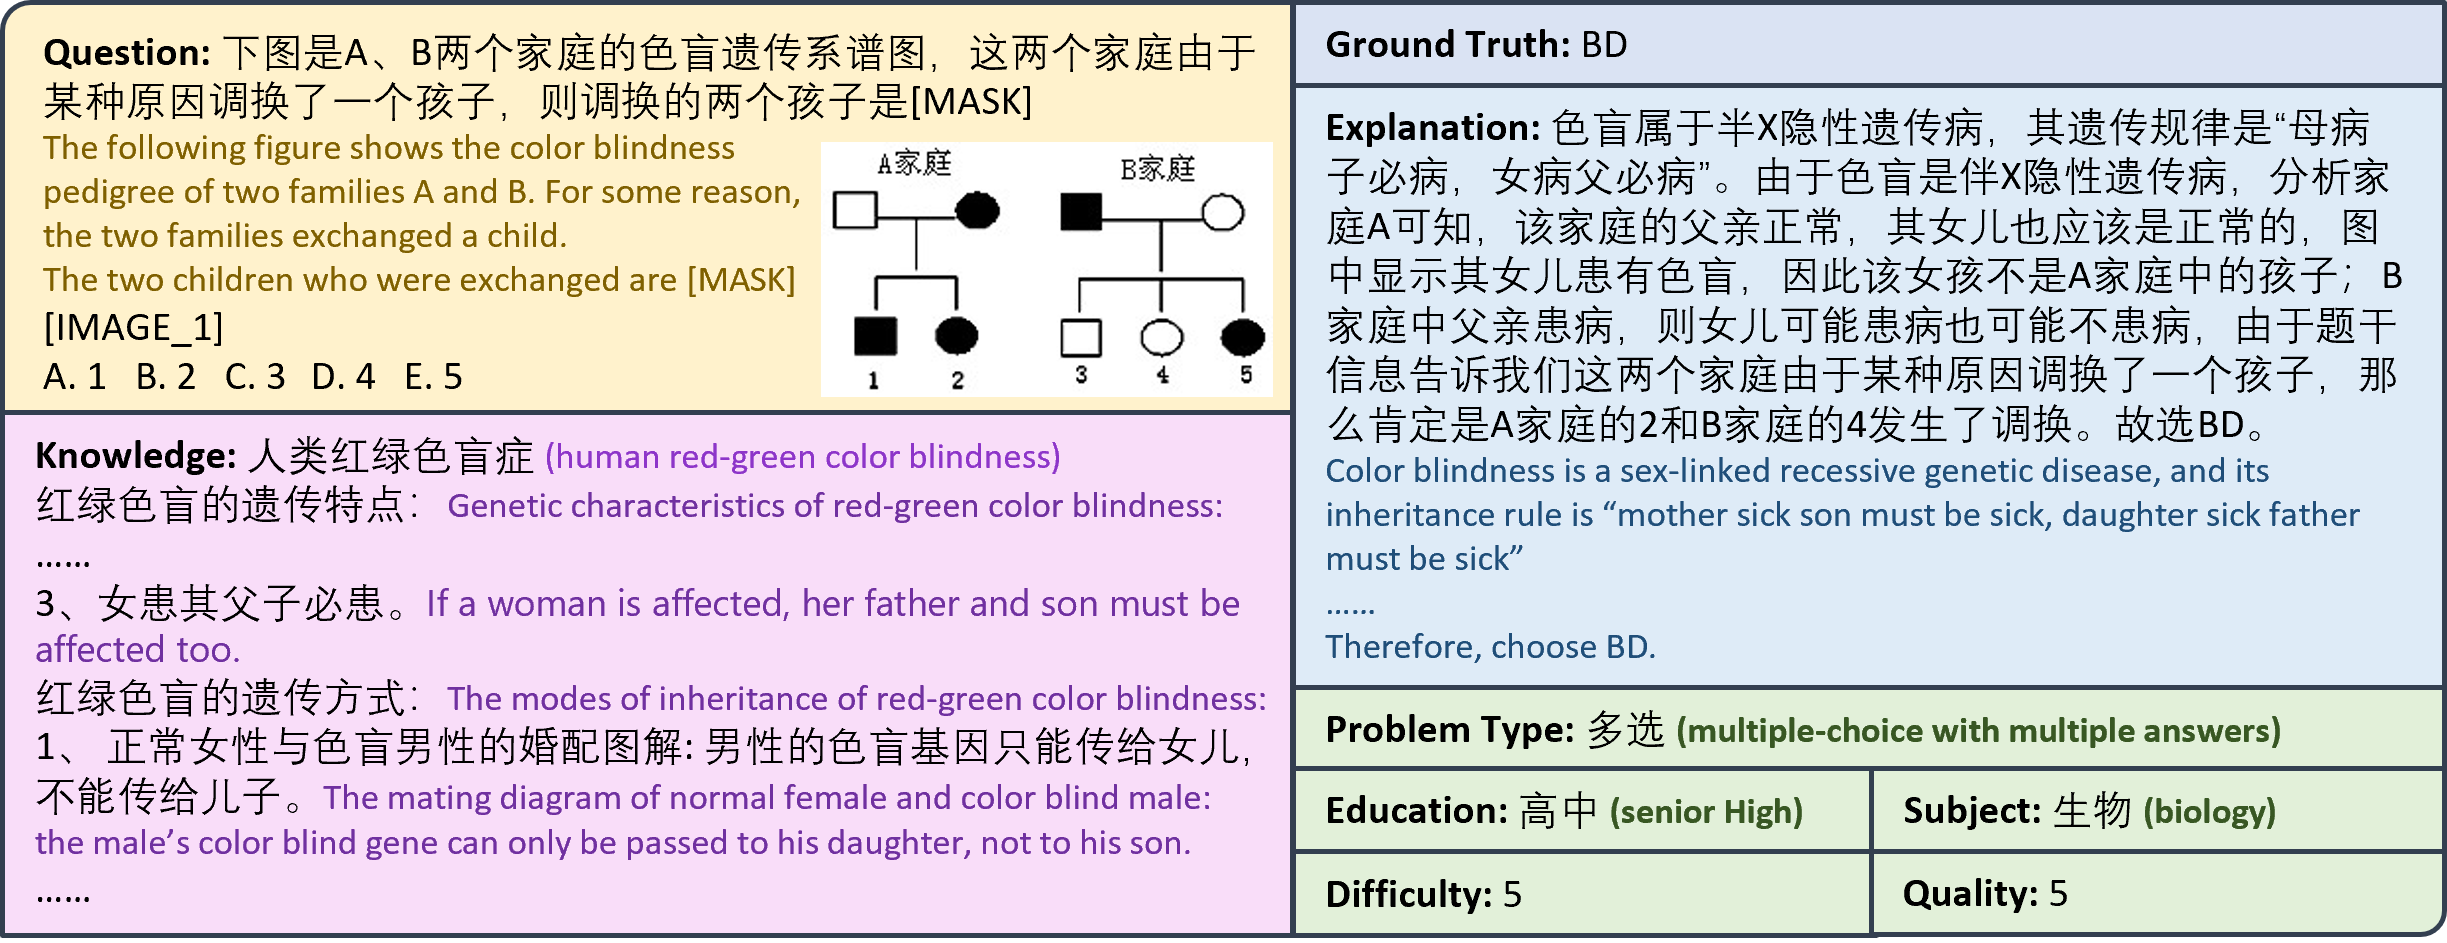 Question: 下图是A、B两个家庭的色盲遗传系谱图，这两个家庭由于
某种原因调换了一个孩子，则调换的两个孩子是[MASK]
The following figure shows the color blindness
pedigree of two families A and B. For some reason,
the two families exchanged a child.
The two children who were exchanged are [MASK]
[IMAGE_1]
A. 1 B. 2 C. 3 D. 4 E. 5
A家庭 B家庭
1 2 3 4 5
Knowledge: 人类红绿色盲症 (human red-green color blindness)
红绿色盲的遗传特点： Genetic characteristics of red-green color blindness:
……
3、女患其父子必患。If a woman is affected, her father and son must be
affected too.
红绿色盲的遗传方式： The modes of inheritance of red-green color blindness:
1、 正常女性与色盲男性的婚配图解: 男性的色盲基因只能传给女儿，
不能传给儿子。The mating diagram of normal female and color blind male:
the male’s color blind gene can only be passed to his daughter, not to his son.
……
Ground Truth: BD
Explanation: 色盲属于半X隐性遗传病，其遗传规律是“母病
子必病，女病父必病”。由于色盲是伴X隐性遗传病，分析家
庭A可知，该家庭的父亲正常，其女儿也应该是正常的，图
中显示其女儿患有色盲，因此该女孩不是A家庭中的孩子；B
家庭中父亲患病，则女儿可能患病也可能不患病，由于题干
信息告诉我们这两个家庭由于某种原因调换了一个孩子，那
么肯定是A家庭的2和B家庭的4发生了调换。故选BD。
Color blindness is a sex-linked recessive genetic disease, and its
inheritance rule is “mother sick son must be sick, daughter sick father
must be sick”
……
Therefore, choose BD.
Problem Type: 多选 (multiple-choice with multiple answers)
Education: 高中 (senior High)
Subject: 生物 (biology)
Difficulty: 5
Quality: 5